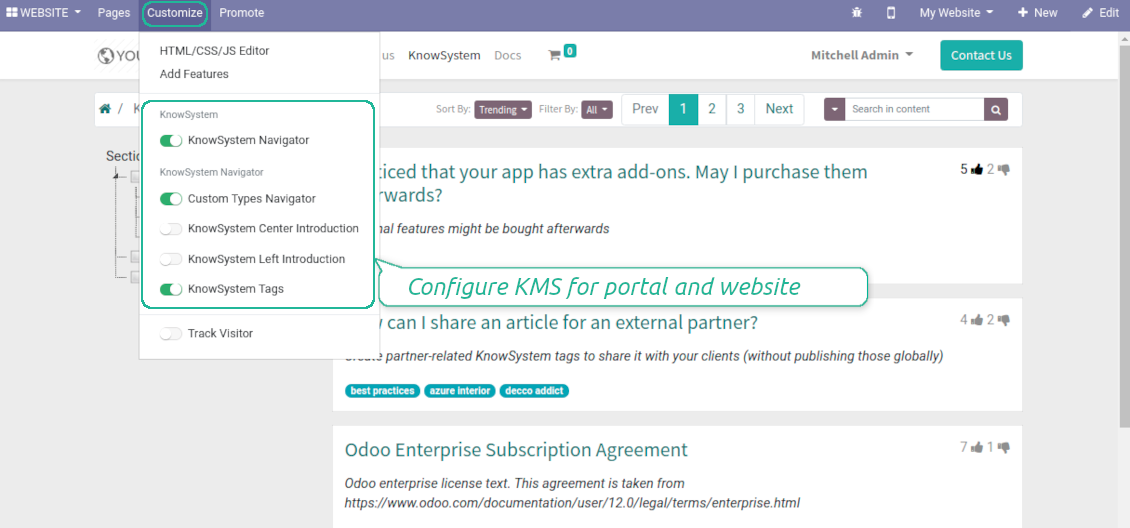 WEBSITE Pages Customize Promote My Website New Edit
YOU
us KnowSystem Docs 0 Mitchell Admin Contact Us
HTML/CSS/JS Editor
Add Features
/ K
Sort By: Trending Filter By: All Prev 1 2 3 Next Search in content
KnowSystem
KnowSystem Navigator
KnowSystem Navigator
Custom Types Navigator
KnowSystem Center Introduction
KnowSystem Left Introduction
KnowSystem Tags
Track Visitor
Sectio
ticed that your app has extra add-ons. May I purchase them
rwards?
5 2
nal features might be bought afterwards
Configure KMS for portal and website
can I share an article for an external partner?
4 2
Create partner-related KnowSystem tags to share it with your clients (without publishing those globally)
best practices azure interior decco addict
Odoo Enterprise Subscription Agreement
7 1
Odoo enterprise license text. This agreement is taken from
https://www.odoo.com/documentation/user/12.0/legal/terms/enterprise.html